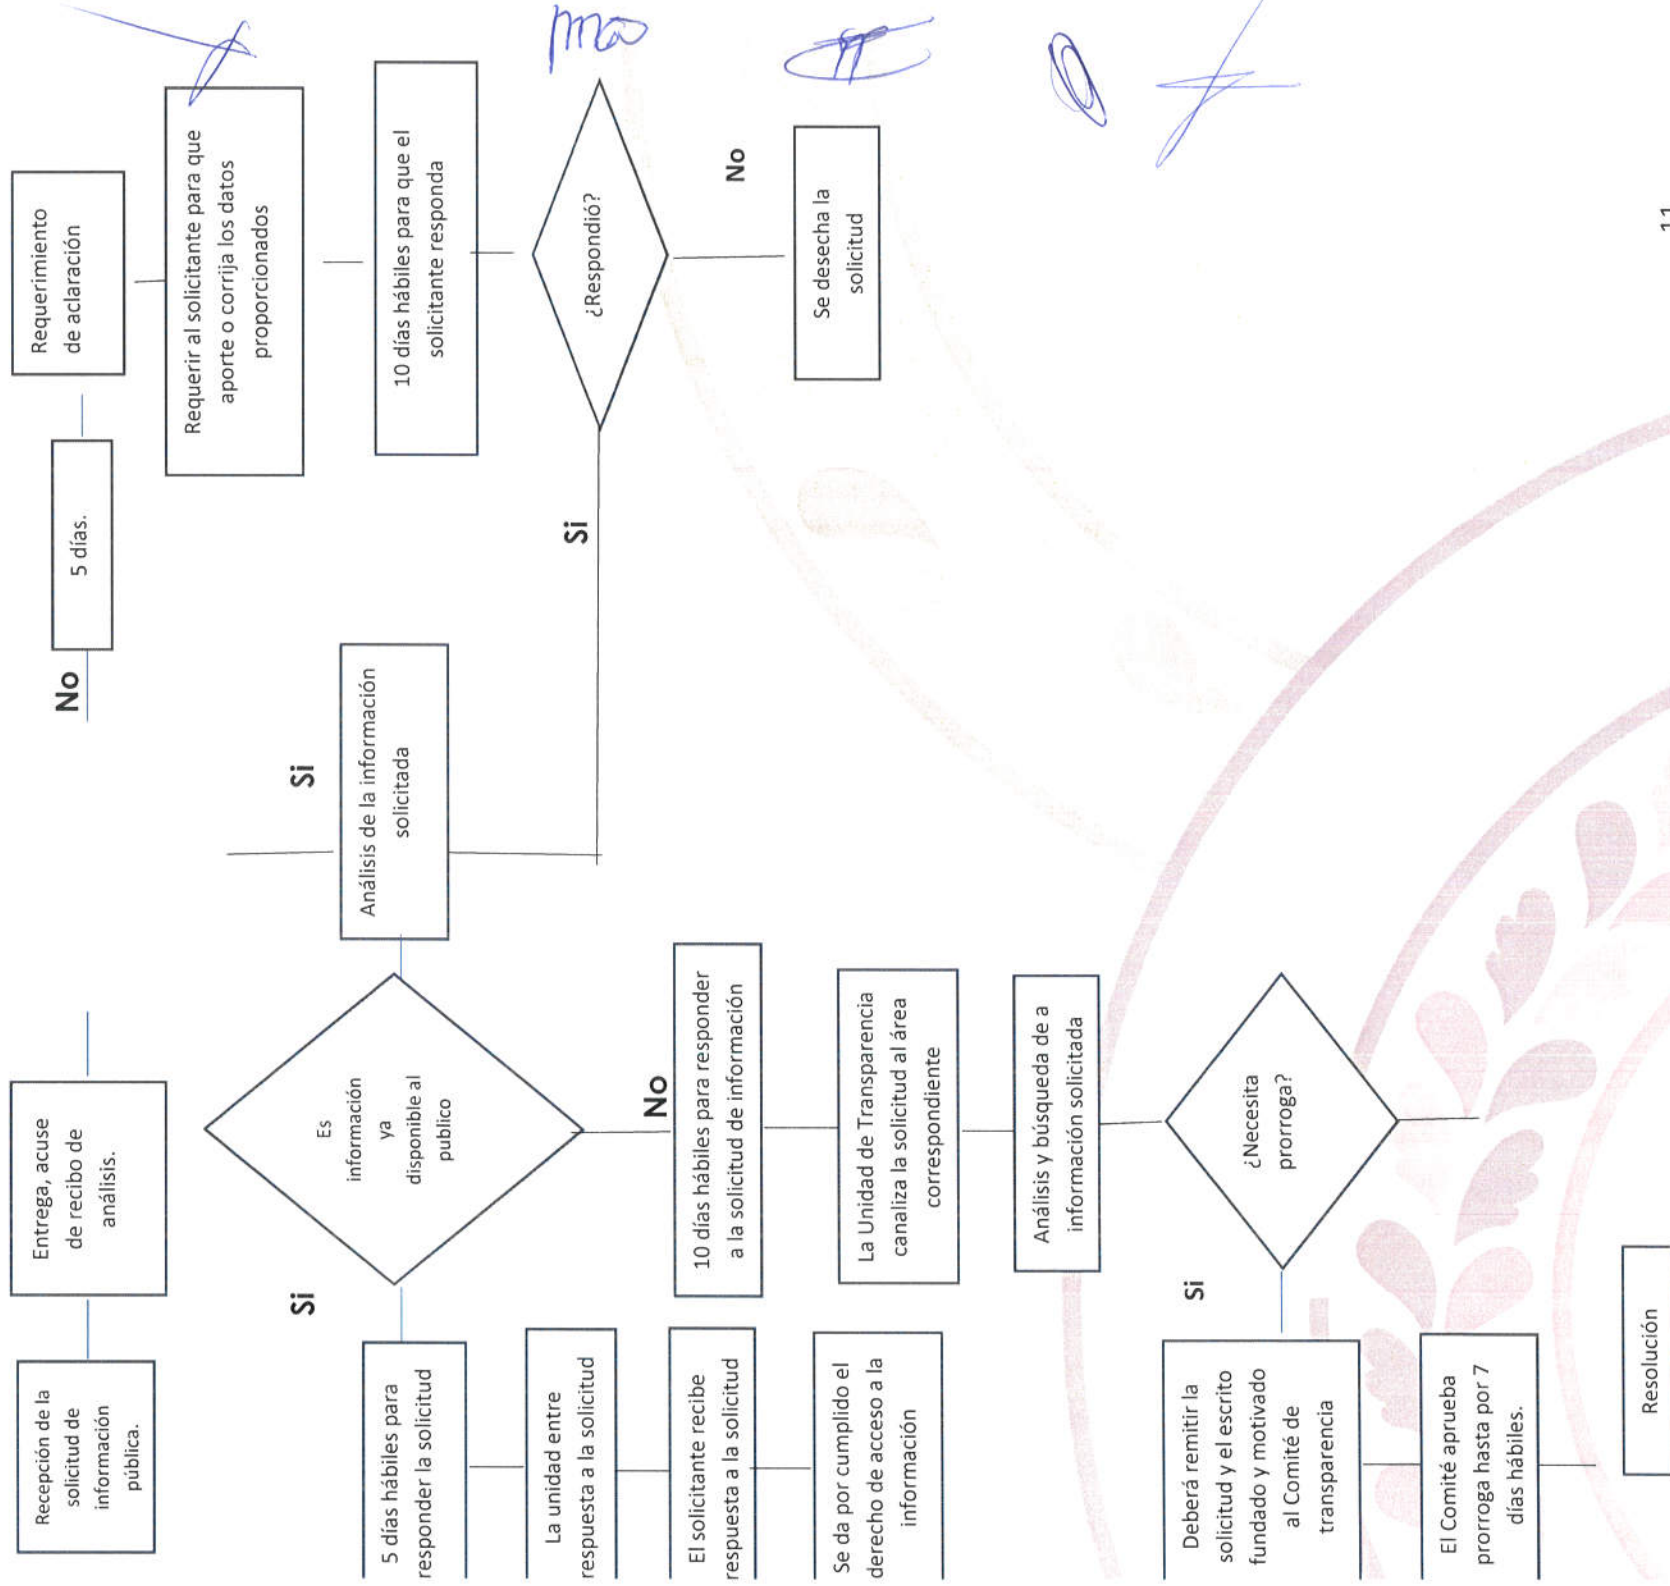 Recepción de la
solicitud de
información
pública.
Entrega, acuse
de recibo de
análisis.
No
5 días.
Requerimiento
de aclaración
Requerir al solicitante para que
aporte o corrija los datos
proporcionados
10 días hábiles para que el
solicitante responda
¿Respondió?
No
Se desecha la
solicitud
Si
Si
Análisis de la información
solicitada
Es
información
ya
disponible al
publico
Si
5 días hábiles para
responder la solicitud
La unidad entre
respuesta a la solicitud
El solicitante recibe
respuesta a la solicitud
Se da por cumplido el
derecho de acceso a la
información
No
10 días hábiles para responder
a la solicitud de información
La Unidad de Transparencia
canaliza la solicitud al área
correspondiente
Análisis y búsqueda de a
información solicitada
¿Necesita
prorroga?
Si
Deberá remitir la
solicitud y el escrito
fundado y motivado
al Comité de
transparencia
El Comité aprueba
prorroga hasta por 7
días hábiles.
Resolución
11